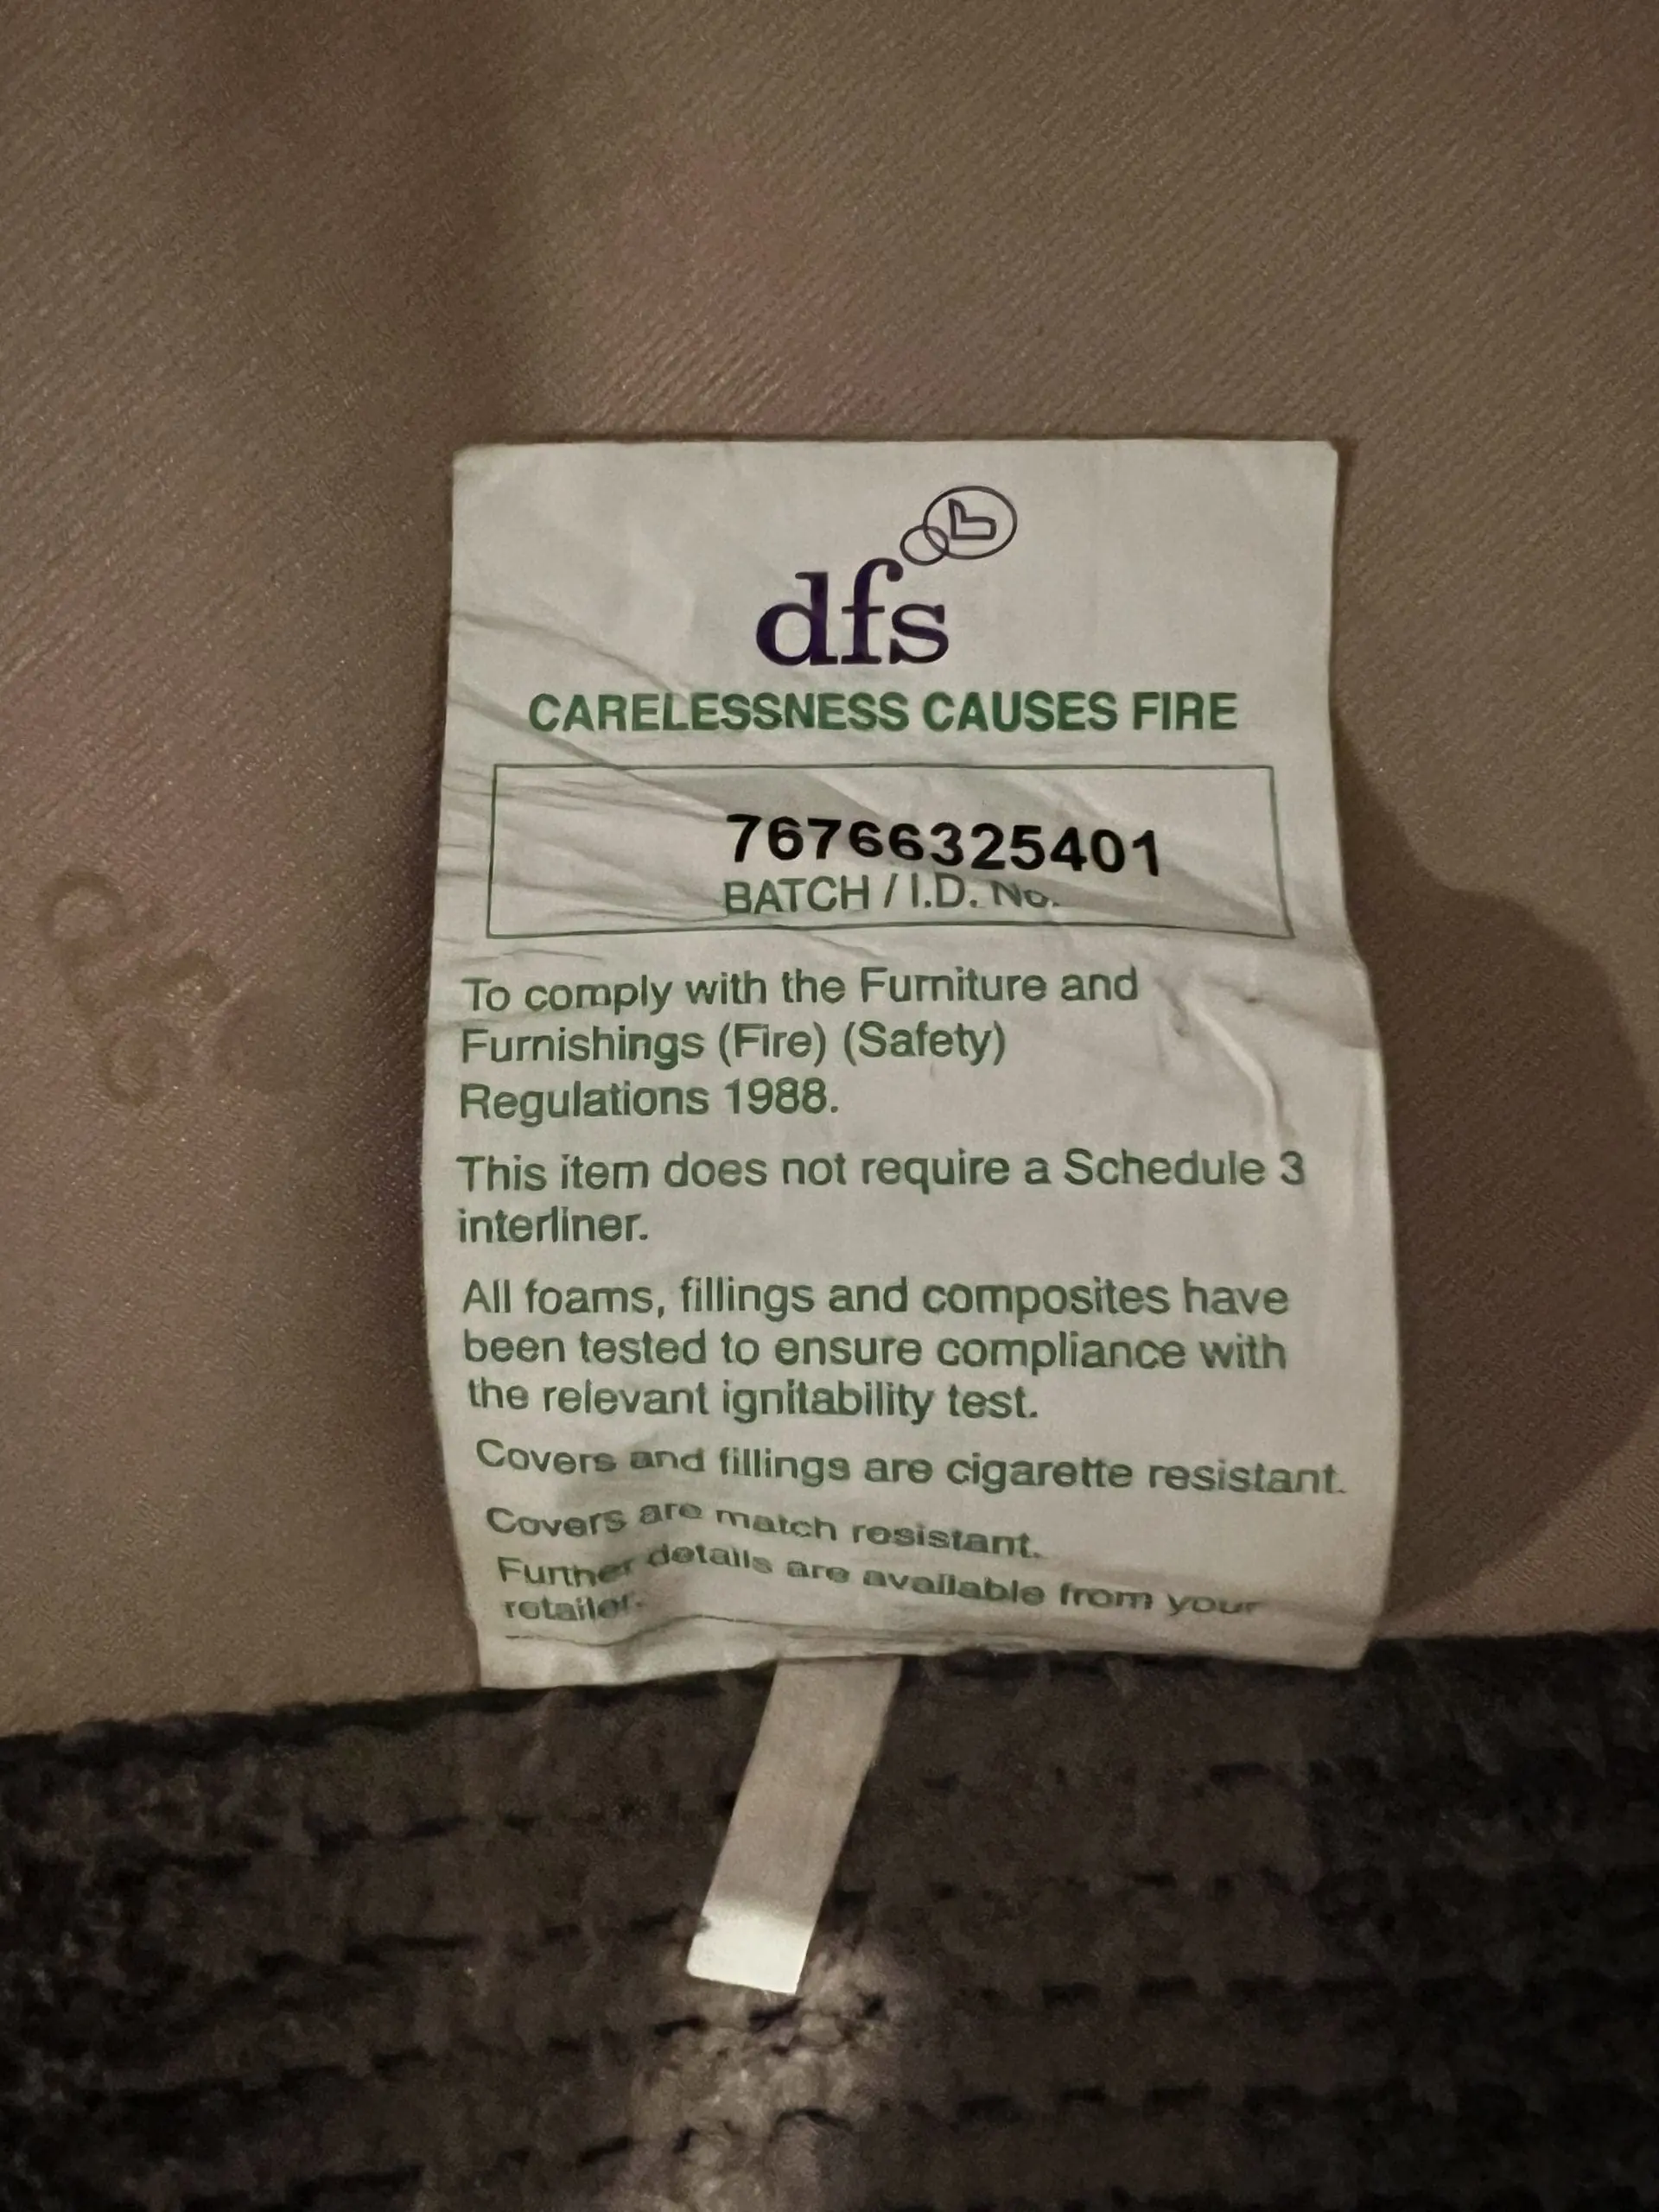 dfs
CARELESSNESS CAUSES FIRE
76766325401
BATCH / I.D. No.
To comply with the Furniture and
Furnishings (Fire) (Safety)
Regulations 1988.
This item does not require a Schedule 3
interliner.
All foams, fillings and composites have
been tested to ensure compliance with
the relevant ignitability test.
Covers and fillings are cigarette resistant.
Covers are match resistant.
Further details are available from your
retailer.